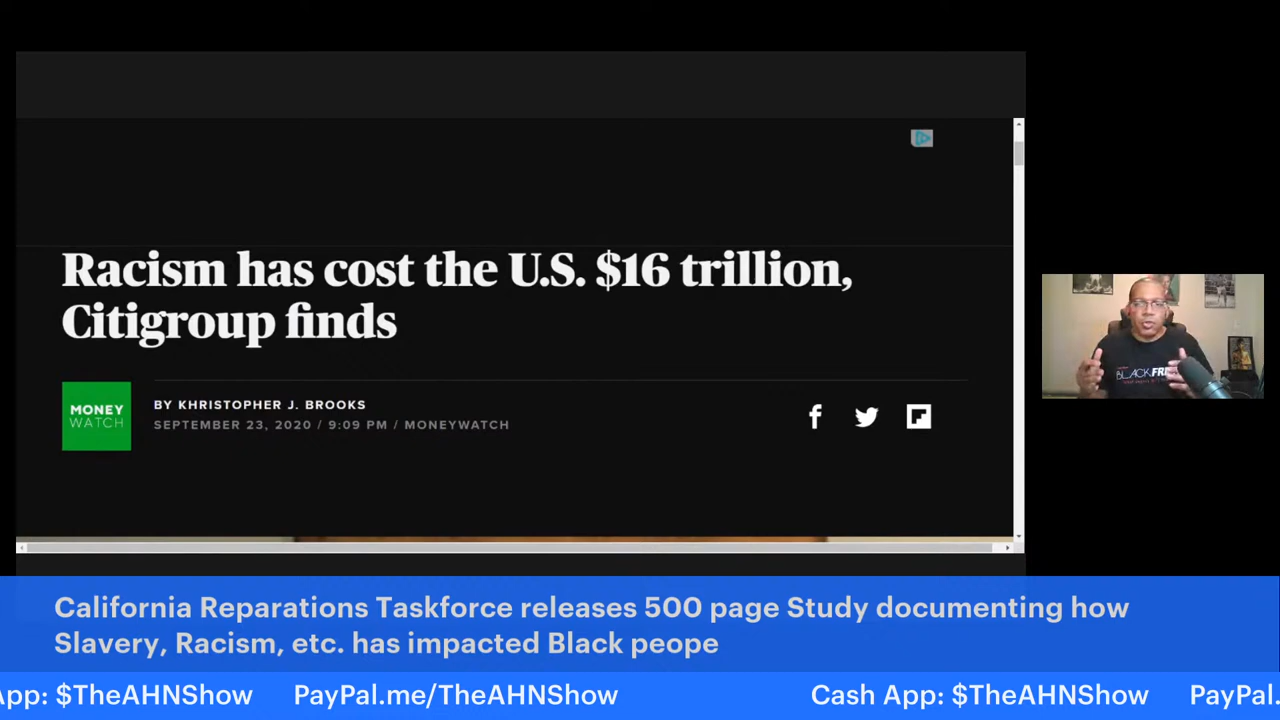 Racism has cost the U.S. $16 trillion,
Citigroup finds
MONEY
WATCH
BY KHRISTOPHER J. BROOKS
SEPTEMBER 23, 2020 / 9:09 PM / MONEYWATCH
California Reparations Taskforce releases 500 page Study documenting how
Slavery, Racism, etc. has impacted Black peope
App: $TheAHNShow PayPal.me/TheAHNShow Cash App: $TheAHNShow PayPal.